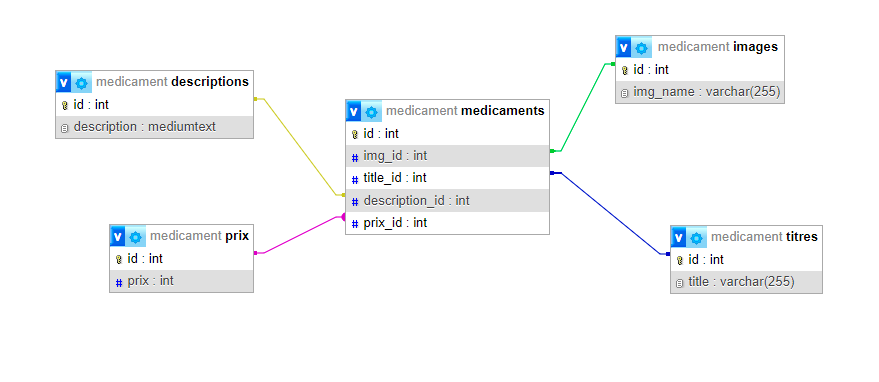 medicament descriptions
id : int
description : mediumtext
medicament prix
id : int
prix : int
medicament medicaments
id : int
img_id : int
title_id : int
description_id : int
prix_id : int
medicament images
id : int
img_name : varchar(255)
medicament titres
id : int
title : varchar(255)